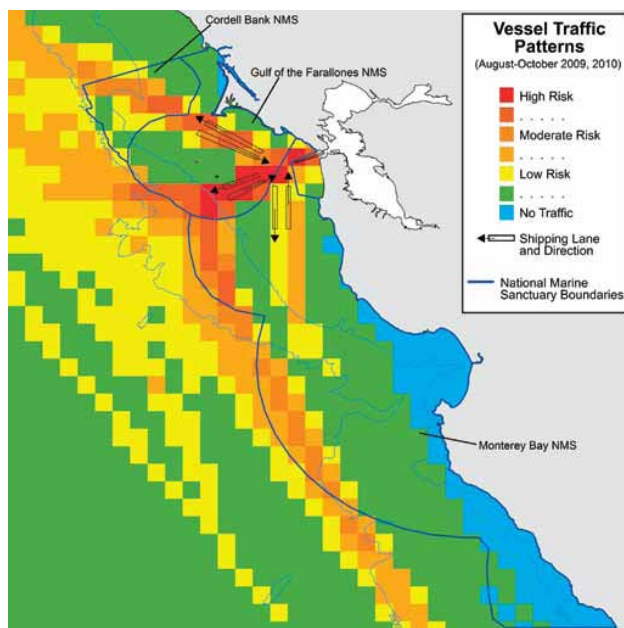 Cordell Bank NMS
Gulf of the Farallones NMS
Vessel Traffic
Patterns
(August-October 2009, 2010)
High Risk
. . . . .
Moderate Risk
. . . . .
Low Risk
. . . . .
No Traffic
Shipping Lane
and Direction
National Marine
Sanctuary Boundaries
Monterey Bay NMS